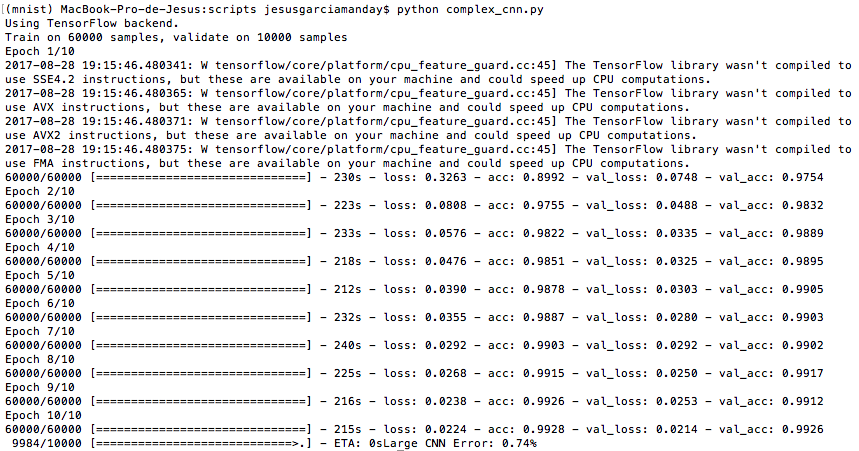 [(mnist) MacBook-Pro-de-Jesus:scripts jesusgarciamanday$ python complex_cnn.py
Using TensorFlow backend.
Train on 60000 samples, validate on 10000 samples
Epoch 1/10
2017-08-28 19:15:46.480341: W tensorflow/core/platform/cpu_feature_guard.cc:45] The TensorFlow library wasn't compiled to
use SSE4.2 instructions, but these are available on your machine and could speed up CPU computations.
2017-08-28 19:15:46.480365: W tensorflow/core/platform/cpu_feature_guard.cc:45] The TensorFlow library wasn't compiled to
use AVX instructions, but these are available on your machine and could speed up CPU computations.
2017-08-28 19:15:46.480371: W tensorflow/core/platform/cpu_feature_guard.cc:45] The TensorFlow library wasn't compiled to
use AVX2 instructions, but these are available on your machine and could speed up CPU computations.
2017-08-28 19:15:46.480375: W tensorflow/core/platform/cpu_feature_guard.cc:45] The TensorFlow library wasn't compiled to
use FMA instructions, but these are available on your machine and could speed up CPU computations.
60000/60000 [==============================] - 230s - loss: 0.3263 - acc: 0.8992 - val_loss: 0.0748 - val_acc: 0.9754
Epoch 2/10
60000/60000 [==============================] - 223s - loss: 0.0808 - acc: 0.9755 - val_loss: 0.0488 - val_acc: 0.9832
Epoch 3/10
60000/60000 [==============================] - 233s - loss: 0.0576 - acc: 0.9822 - val_loss: 0.0335 - val_acc: 0.9889
Epoch 4/10
60000/60000 [==============================] - 218s - loss: 0.0476 - acc: 0.9851 - val_loss: 0.0325 - val_acc: 0.9895
Epoch 5/10
60000/60000 [==============================] - 212s - loss: 0.0390 - acc: 0.9878 - val_loss: 0.0303 - val_acc: 0.9905
Epoch 6/10
60000/60000 [==============================] - 232s - loss: 0.0355 - acc: 0.9887 - val_loss: 0.0280 - val_acc: 0.9903
Epoch 7/10
60000/60000 [==============================] - 240s - loss: 0.0292 - acc: 0.9903 - val_loss: 0.0292 - val_acc: 0.9902
Epoch 8/10
60000/60000 [==============================] - 225s - loss: 0.0268 - acc: 0.9915 - val_loss: 0.0250 - val_acc: 0.9917
Epoch 9/10
60000/60000 [==============================] - 216s - loss: 0.0238 - acc: 0.9926 - val_loss: 0.0253 - val_acc: 0.9912
Epoch 10/10
60000/60000 [==============================] - 215s - loss: 0.0224 - acc: 0.9928 - val_loss: 0.0214 - val_acc: 0.9926
 9984/10000 [============================>.] - ETA: 0sLarge CNN Error: 0.74%